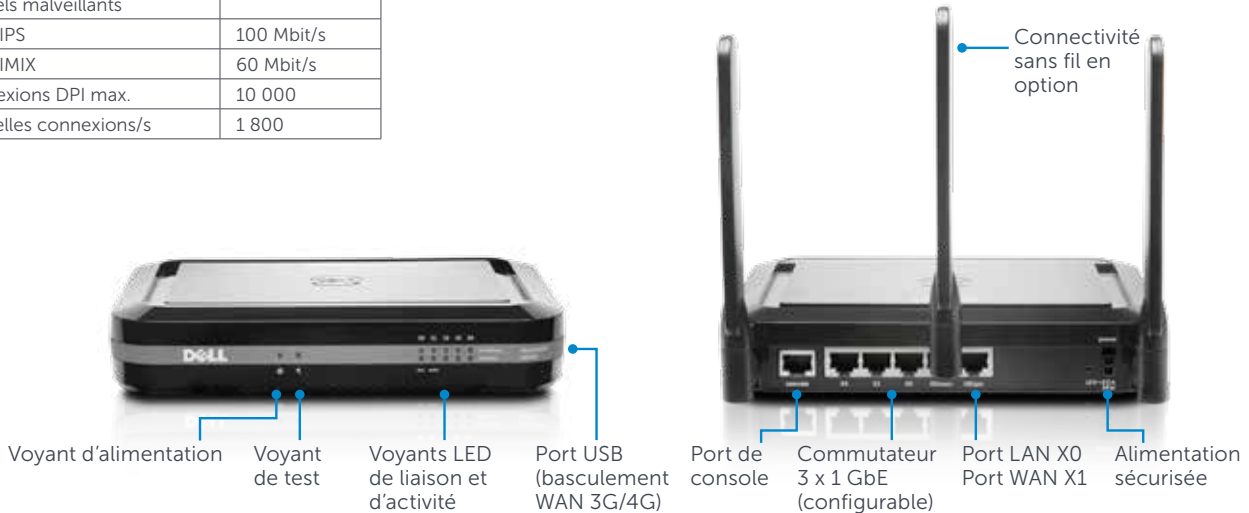 els malveillants
IPS 100 Mbit/s
IMIX 60 Mbit/s
exions DPI max. 10 000
elles connexions/s 1 800
Connectivité
sans fil en
option
DELL
Voyant d'alimentation
Voyant
de test
Voyants LED
de liaison et
d'activité
Port USB
(basculement
WAN 3G/4G)
Port de
console
Commutateur
3 x 1 GbE
(configurable)
Port LAN X0
Port WAN X1
Alimentation
sécurisée